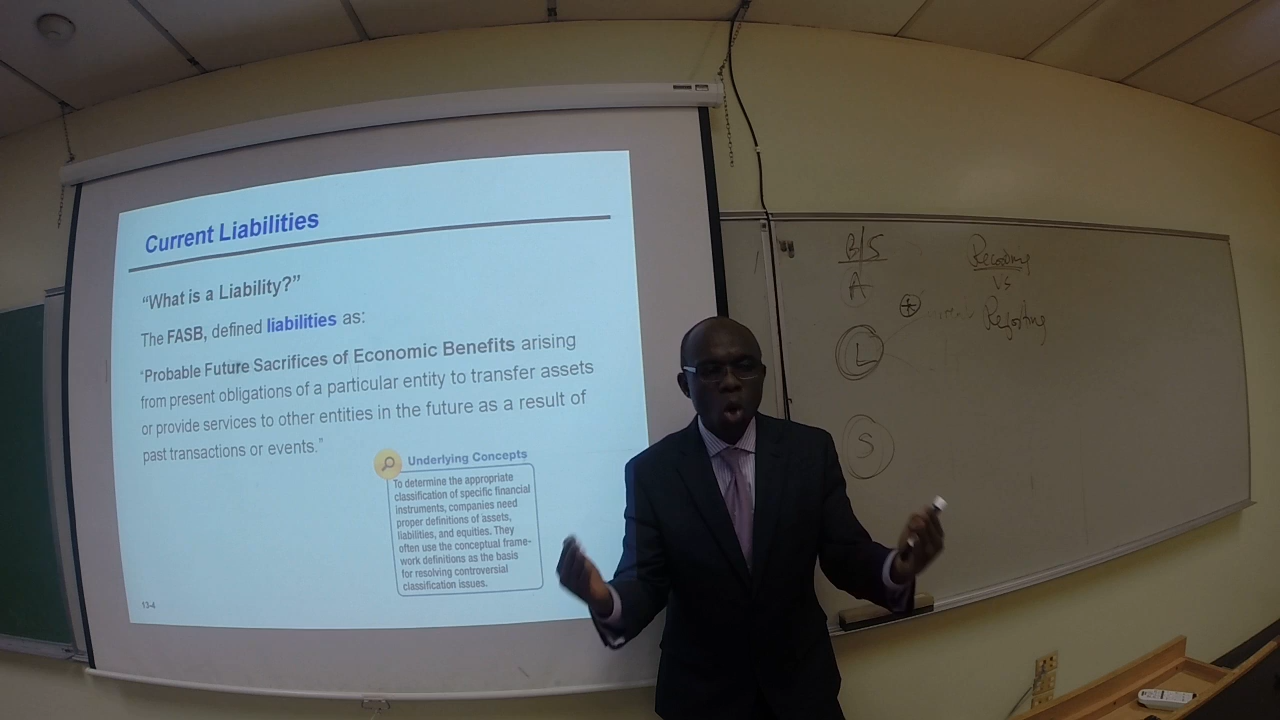 Current Liabilities
“What is a Liability?”
The FASB, defined liabilities as:
“Probable Future Sacrifices of Economic Benefits arising
from present obligations of a particular entity to transfer assets
or provide services to other entities in the future as a result of
past transactions or events.”
Underlying Concepts
To determine the appropriate
classification of specific financial
instruments, companies need
proper definitions of assets,
liabilities, and equities. They
often use the conceptual frame-
work definitions as the basis
for resolving controversial
classification issues.
13-4
B/S
A
L
S
Recording
vs
Reporting